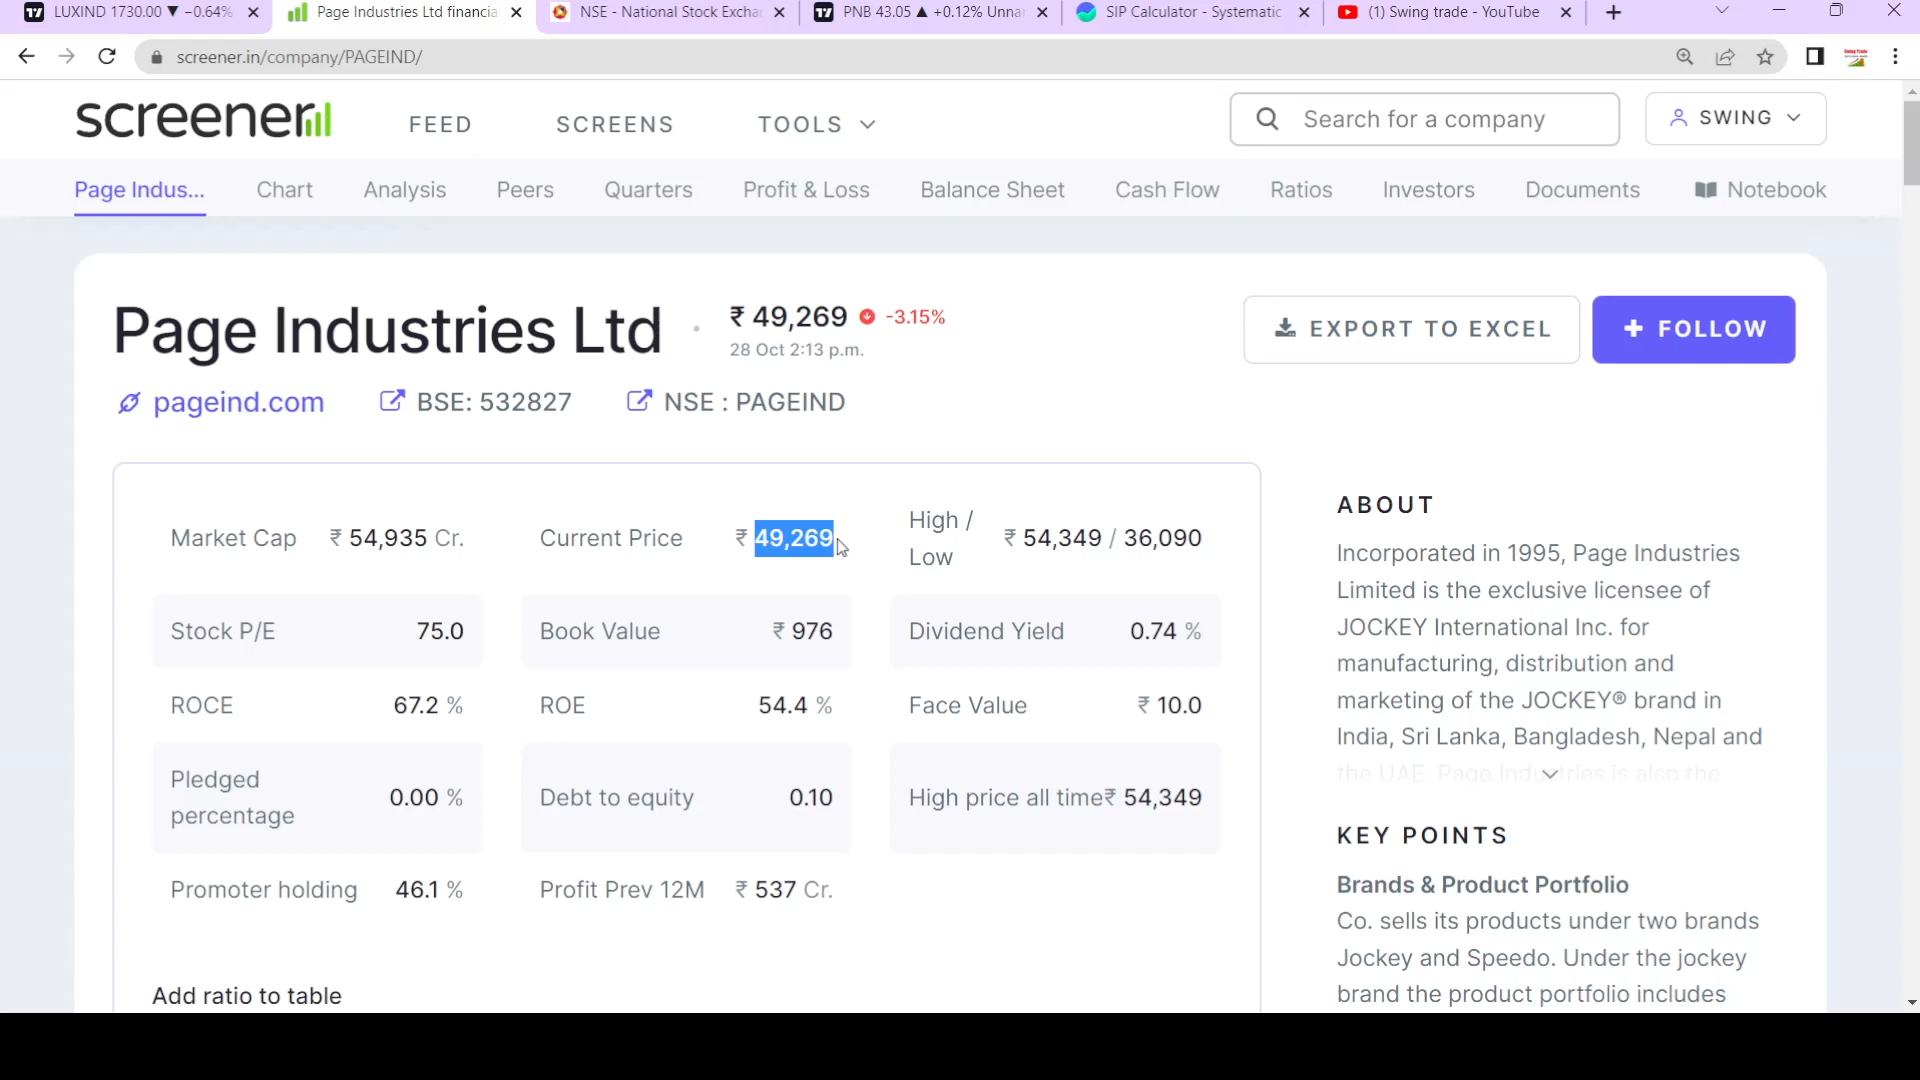 LUXIND 1730.00 ▼ −0.64%
Page Industries Ltd financia
NSE - National Stock Excha
PNB 43.05 ▲ +0.12% Unna
SIP Calculator - Systematic
(1) Swing trade - YouTube
screener.in/company/PAGEIND/
screener
FEED
SCREENS
TOOLS
Search for a company
SWING
Page Indus...
Chart
Analysis
Peers
Quarters
Profit & Loss
Balance Sheet
Cash Flow
Ratios
Investors
Documents
Notebook
Page Industries Ltd
₹ 49,269 -3.15%
28 Oct 2:13 p.m.
EXPORT TO EXCEL
+ FOLLOW
pageind.com
BSE: 532827
NSE : PAGEIND
Market Cap ₹ 54,935 Cr.
Current Price ₹ 49,269
High / Low ₹ 54,349 / 36,090
Stock P/E 75.0
Book Value ₹ 976
Dividend Yield 0.74 %
ROCE 67.2 %
ROE 54.4 %
Face Value ₹ 10.0
Pledged percentage 0.00 %
Debt to equity 0.10
High price all time ₹ 54,349
Promoter holding 46.1 %
Profit Prev 12M ₹ 537 Cr.
Add ratio to table
ABOUT
Incorporated in 1995, Page Industries
Limited is the exclusive licensee of
JOCKEY International Inc. for
manufacturing, distribution and
marketing of the JOCKEY® brand in
India, Sri Lanka, Bangladesh, Nepal and
the UAE. Page Industries is also the
KEY POINTS
Brands & Product Portfolio
Co. sells its products under two brands
Jockey and Speedo. Under the jockey
brand the product portfolio includes